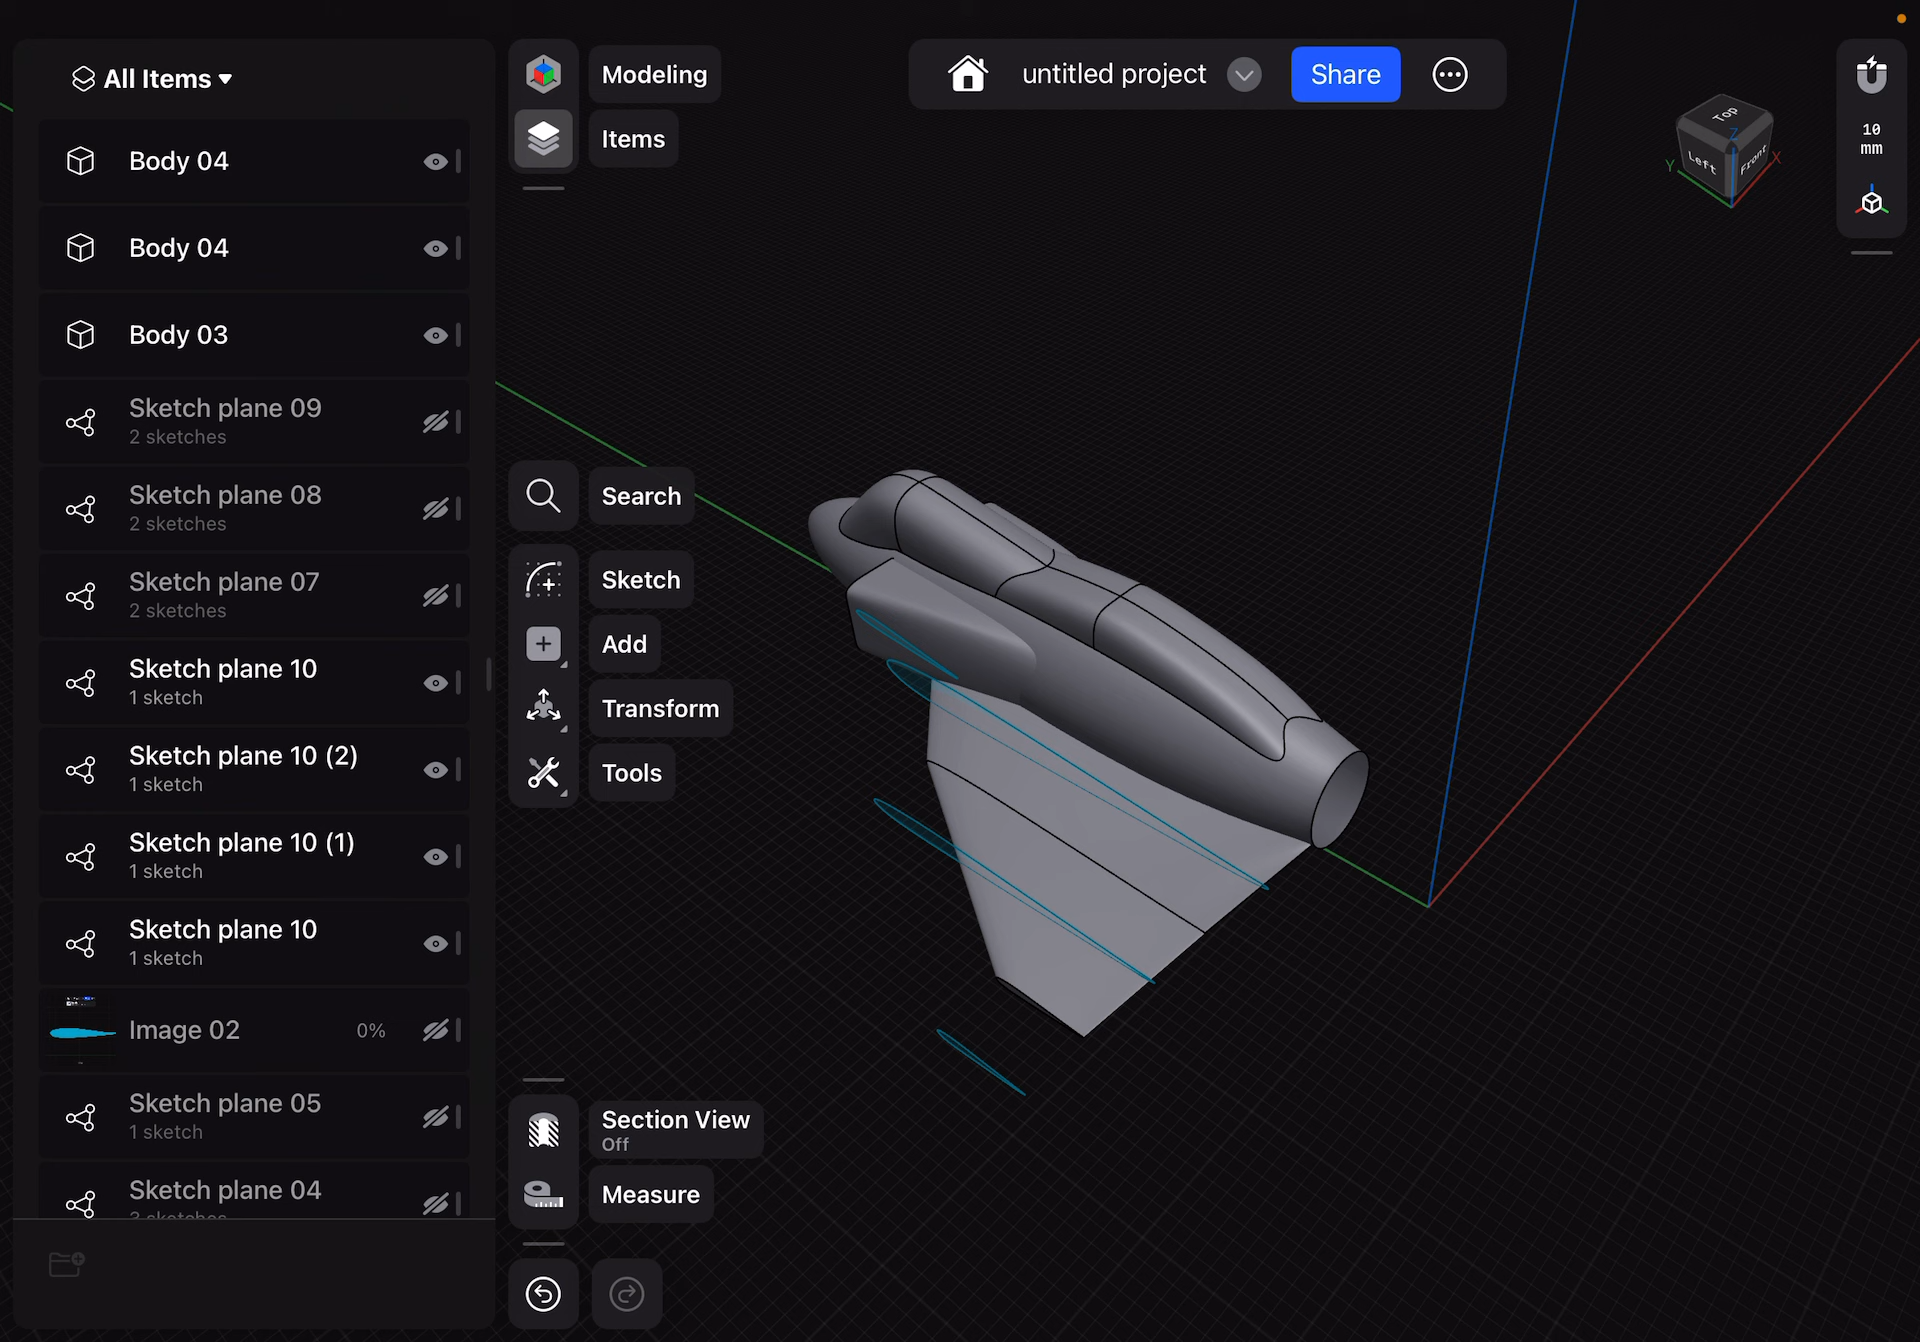 All Items
Body 04
Body 04
Body 03
Sketch plane 09
2 sketches
Sketch plane 08
2 sketches
Sketch plane 07
2 sketches
Sketch plane 10
1 sketch
Sketch plane 10 (2)
1 sketch
Sketch plane 10 (1)
1 sketch
Sketch plane 10
1 sketch
Image 02
0%
Sketch plane 05
1 sketch
Sketch plane 04
Modeling
Items
Search
Sketch
Add
Transform
Tools
Section View
Off
Measure
untitled project
Share
Top
Left
Front
Z
Y
X
10
mm